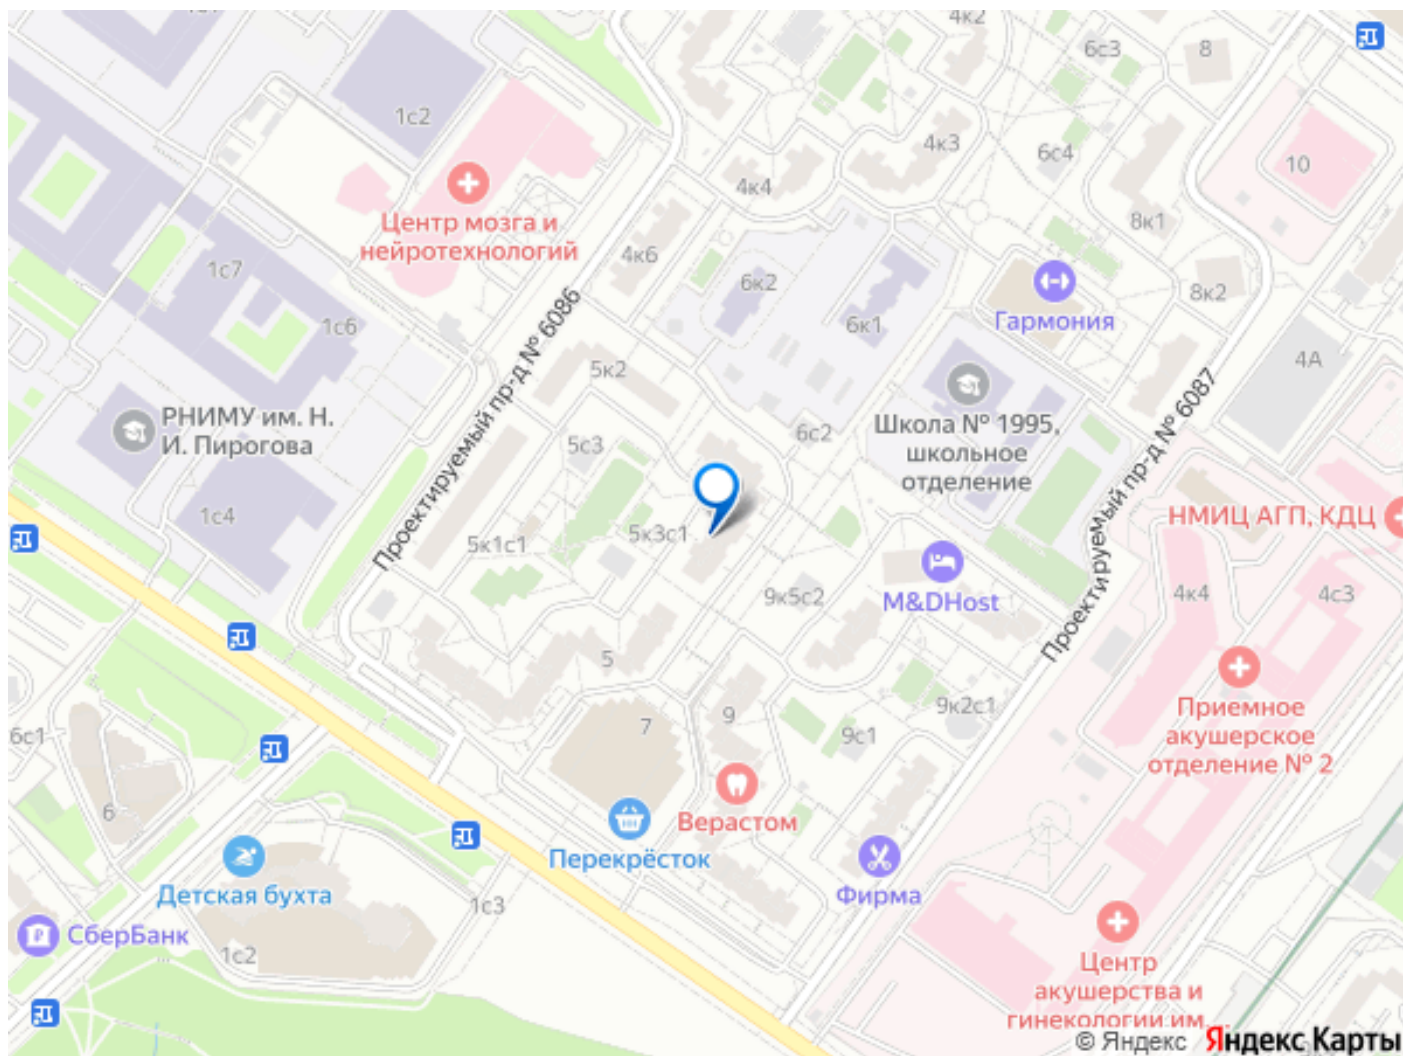 4к2
6с3
8
1с2
4к3
6с4
10
4к4
8к1
Центр мозга и
нейротехнологий
4к6
1с7
6к2
8к2
1с6
6к1
Гармония
Проектируемый пр-д № 6086
4А
5к2
РНИМУ им. Н.
И. Пирогова
Школа № 1995,
школьное
отделение
6с2
5с3
Проектируемый пр-д № 6087
1с4
НМИЦ АГП, КДЦ
5к3с1
5к1с1
9к5с2
M&DHost
4к4
4с3
5
9
7
9к2с1
9с1
6с1
Приемное
акушерское
отделение № 2
6
Верастом
Перекрёсток
Фирма
Детская бухта
1с3
СберБанк
1с2
Центр
акушерства и
гинекологии им....
© Яндекс Яндекс Карты